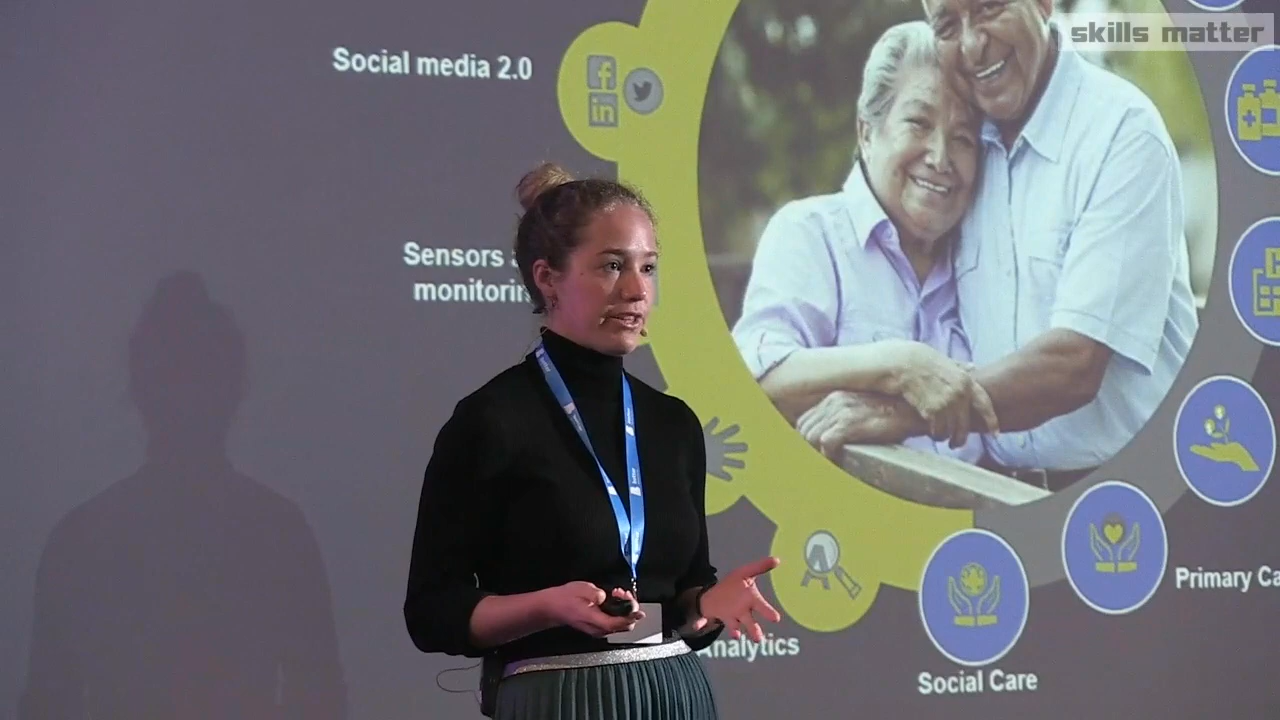 skills matter
Social media 2.0
Sensors
monitorin
Primary Ca
Analytics
Social Care